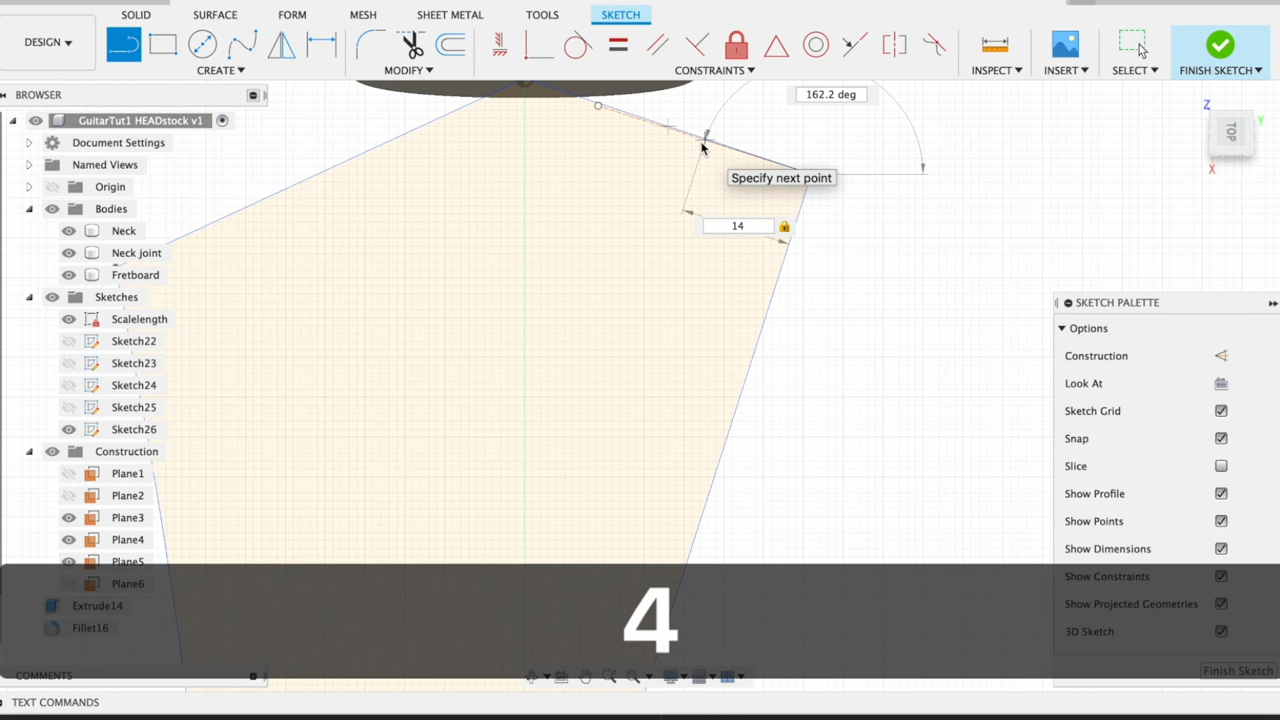 SOLID
SURFACE
FORM
MESH
SHEET METAL
TOOLS
SKETCH
DESIGN
CREATE
MODIFY
CONSTRAINTS
INSPECT
INSERT
SELECT
FINISH SKETCH
BROWSER
162.2 deg
Z
Y
TOP
X
GuitarTut1 HEADstock v1
Document Settings
Named Views
Origin
Bodies
Neck
Neck joint
Fretboard
Sketches
Scalelength
Sketch22
Sketch23
Sketch24
Sketch25
Sketch26
Construction
Plane1
Plane2
Plane3
Plane4
Plane5
Plane6
Extrude14
Fillet16
Specify next point
14
SKETCH PALETTE
Options
Construction
Look At
Sketch Grid
Snap
Slice
Show Profile
Show Points
Show Dimensions
Show Constraints
Show Projected Geometries
3D Sketch
Finish Sketch
4
COMMENTS
TEXT COMMANDS